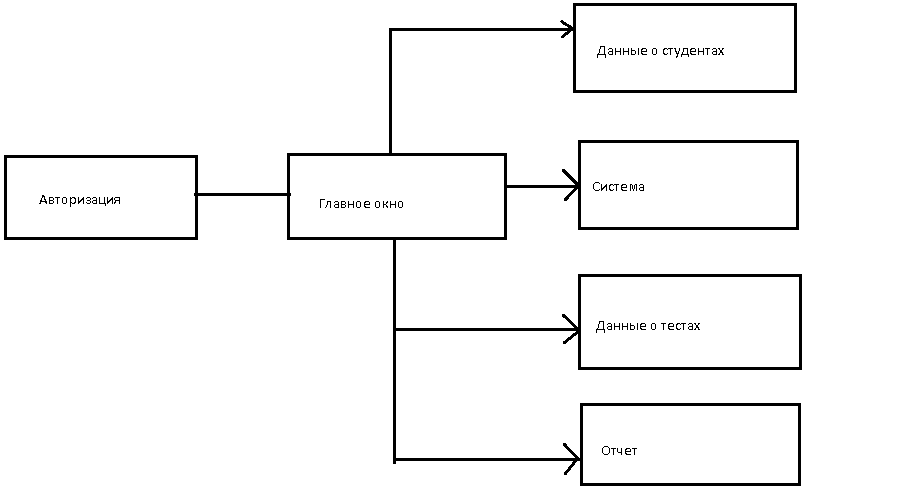 Данные о студентах
Авторизация
Главное окно
Система
Данные о тестах
Отчет